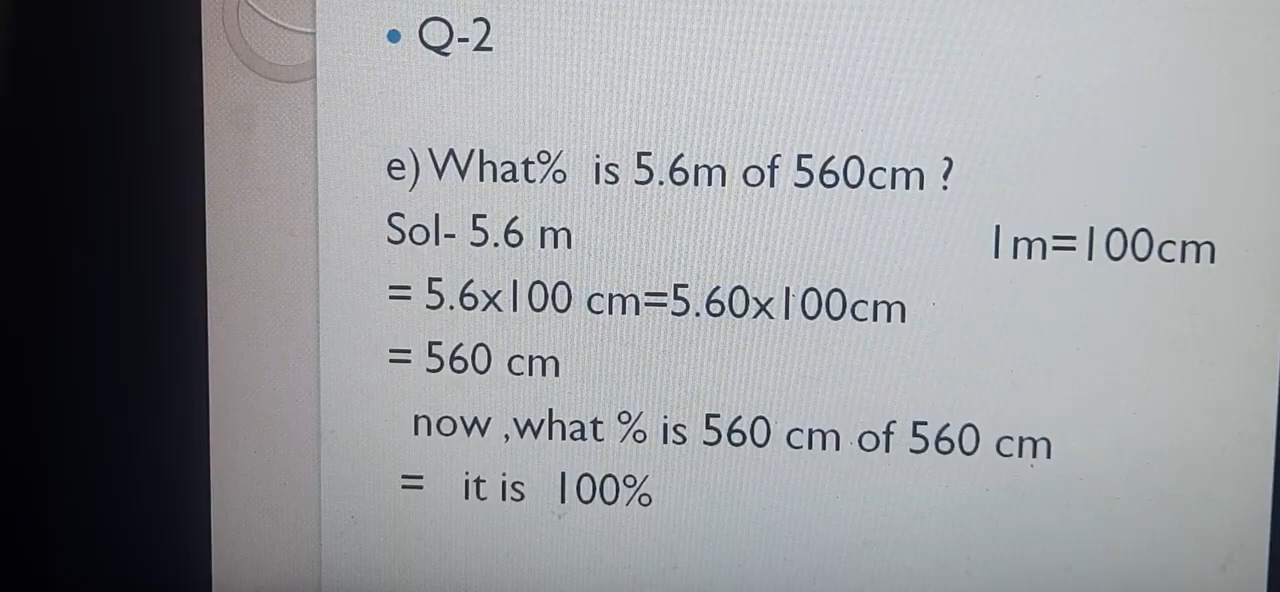 • Q-2
e) What% is 5.6m of 560cm ?
Sol- 5.6 m
1m=100cm
= 5.6x100 cm=5.60x100cm
= 560 cm
now ,what % is 560 cm of 560 cm
= it is 100%